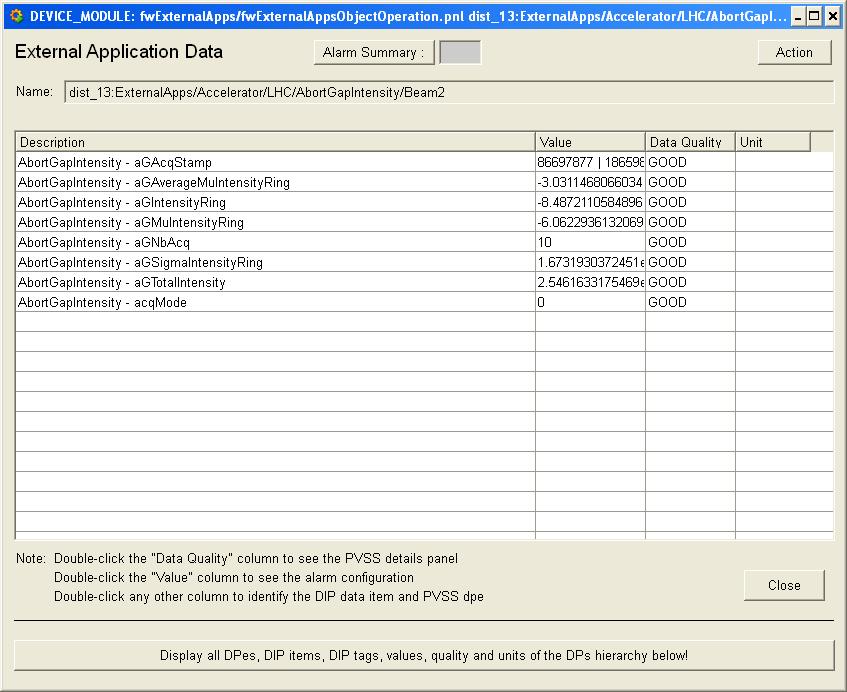 DEVICE_MODULE: fwExternalApps/fwExternalAppsObjectOperation.pnl dist_13:ExternalApps/Accelerator/LHC/AbortGapI...
External Application Data
Alarm Summary :
Action
Name: dist_13:ExternalApps/Accelerator/LHC/AbortGapIntensity/Beam2
Description Value Data Quality Unit
AbortGapIntensity - aGAcqStamp 86697877 | 186598 GOOD
AbortGapIntensity - aGAverageMuIntensityRing -3.0311468066034 GOOD
AbortGapIntensity - aGIntensityRing -8.4872110584896 GOOD
AbortGapIntensity - aGMuIntensityRing -6.0622936132069 GOOD
AbortGapIntensity - aGNbAcq 10 GOOD
AbortGapIntensity - aGSigmaIntensityRing 1.6731930372451e GOOD
AbortGapIntensity - aGTotalIntensity 2.5461633175469e GOOD
AbortGapIntensity - acqMode 0 GOOD
Note: Double-click the "Data Quality" column to see the PVSS details panel
Double-click the "Value" column to see the alarm configuration
Double-click any other column to identify the DIP data item and PVSS dpe
Close
Display all DPes, DIP items, DIP tags, values, quality and units of the DPs hierarchy below!